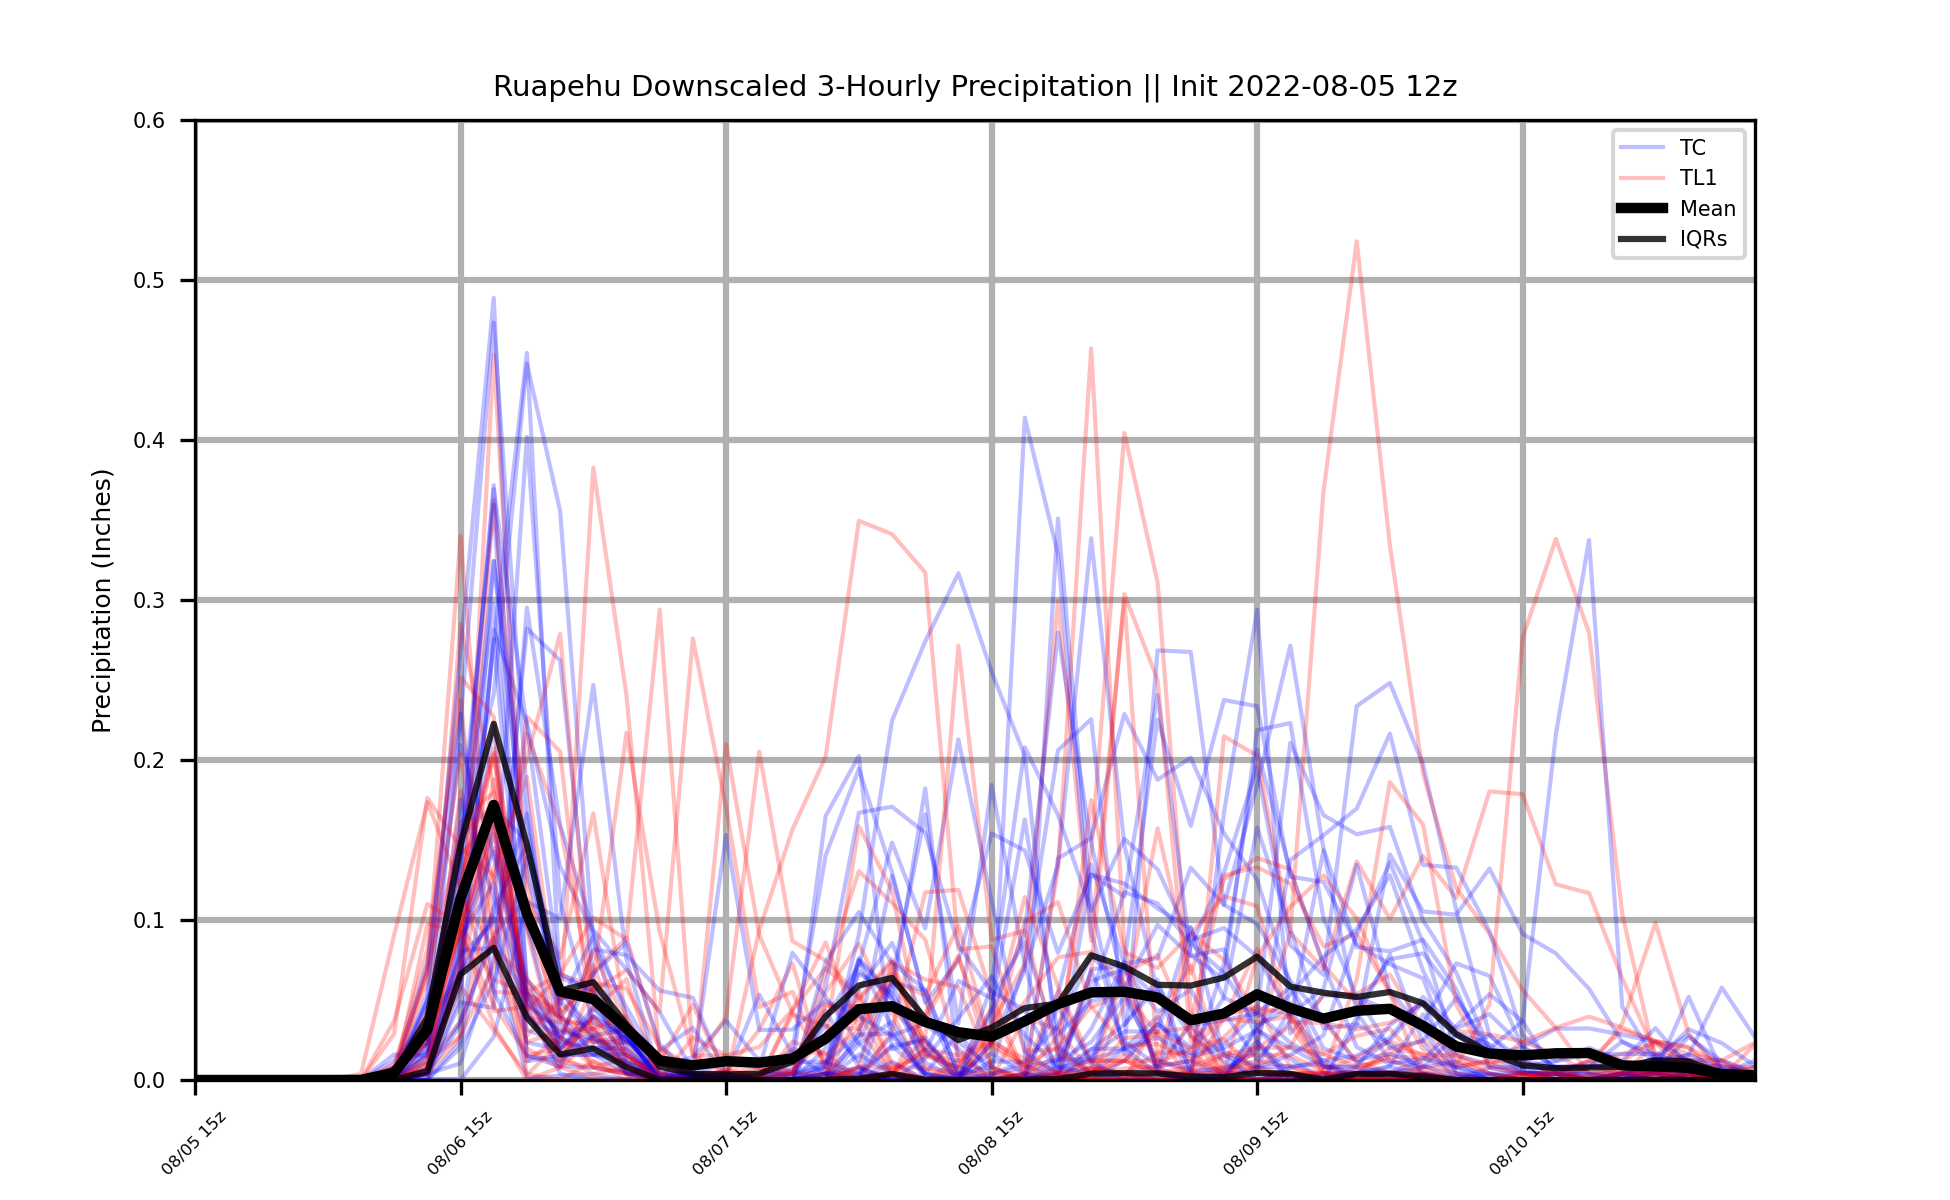 Ruapehu Downscaled 3-Hourly Precipitation || Init 2022-08-05 12z
TC
TL1
Mean
IQRs
Precipitation (Inches)
0.6
0.5
0.4
0.3
0.2
0.1
0.0
08/05 15z
08/06 15z
08/07 15z
08/08 15z
08/09 15z
08/10 15z